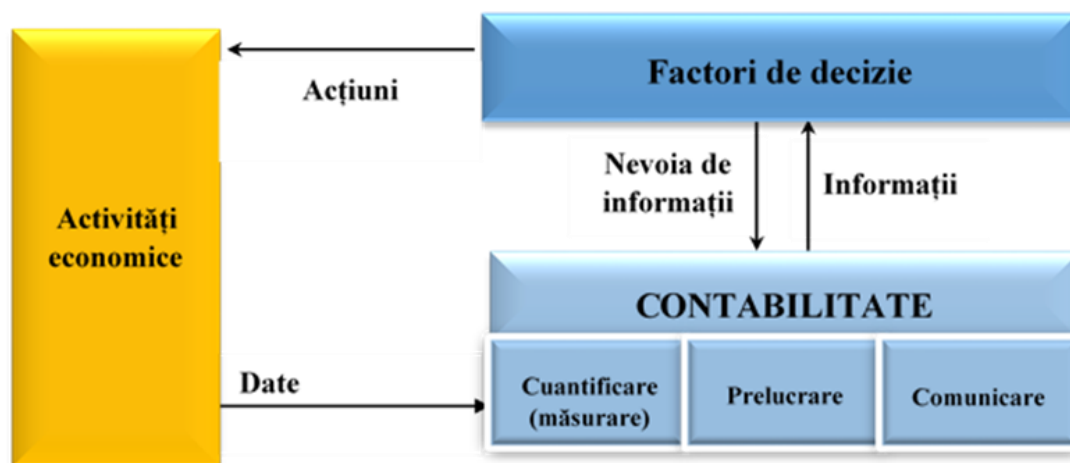 Factori de decizie
Acțiuni
Nevoia de
informații
Informații
Activități
economice
CONTABILITATE
Date
Cuantificare
(măsurare)
Prelucrare
Comunicare